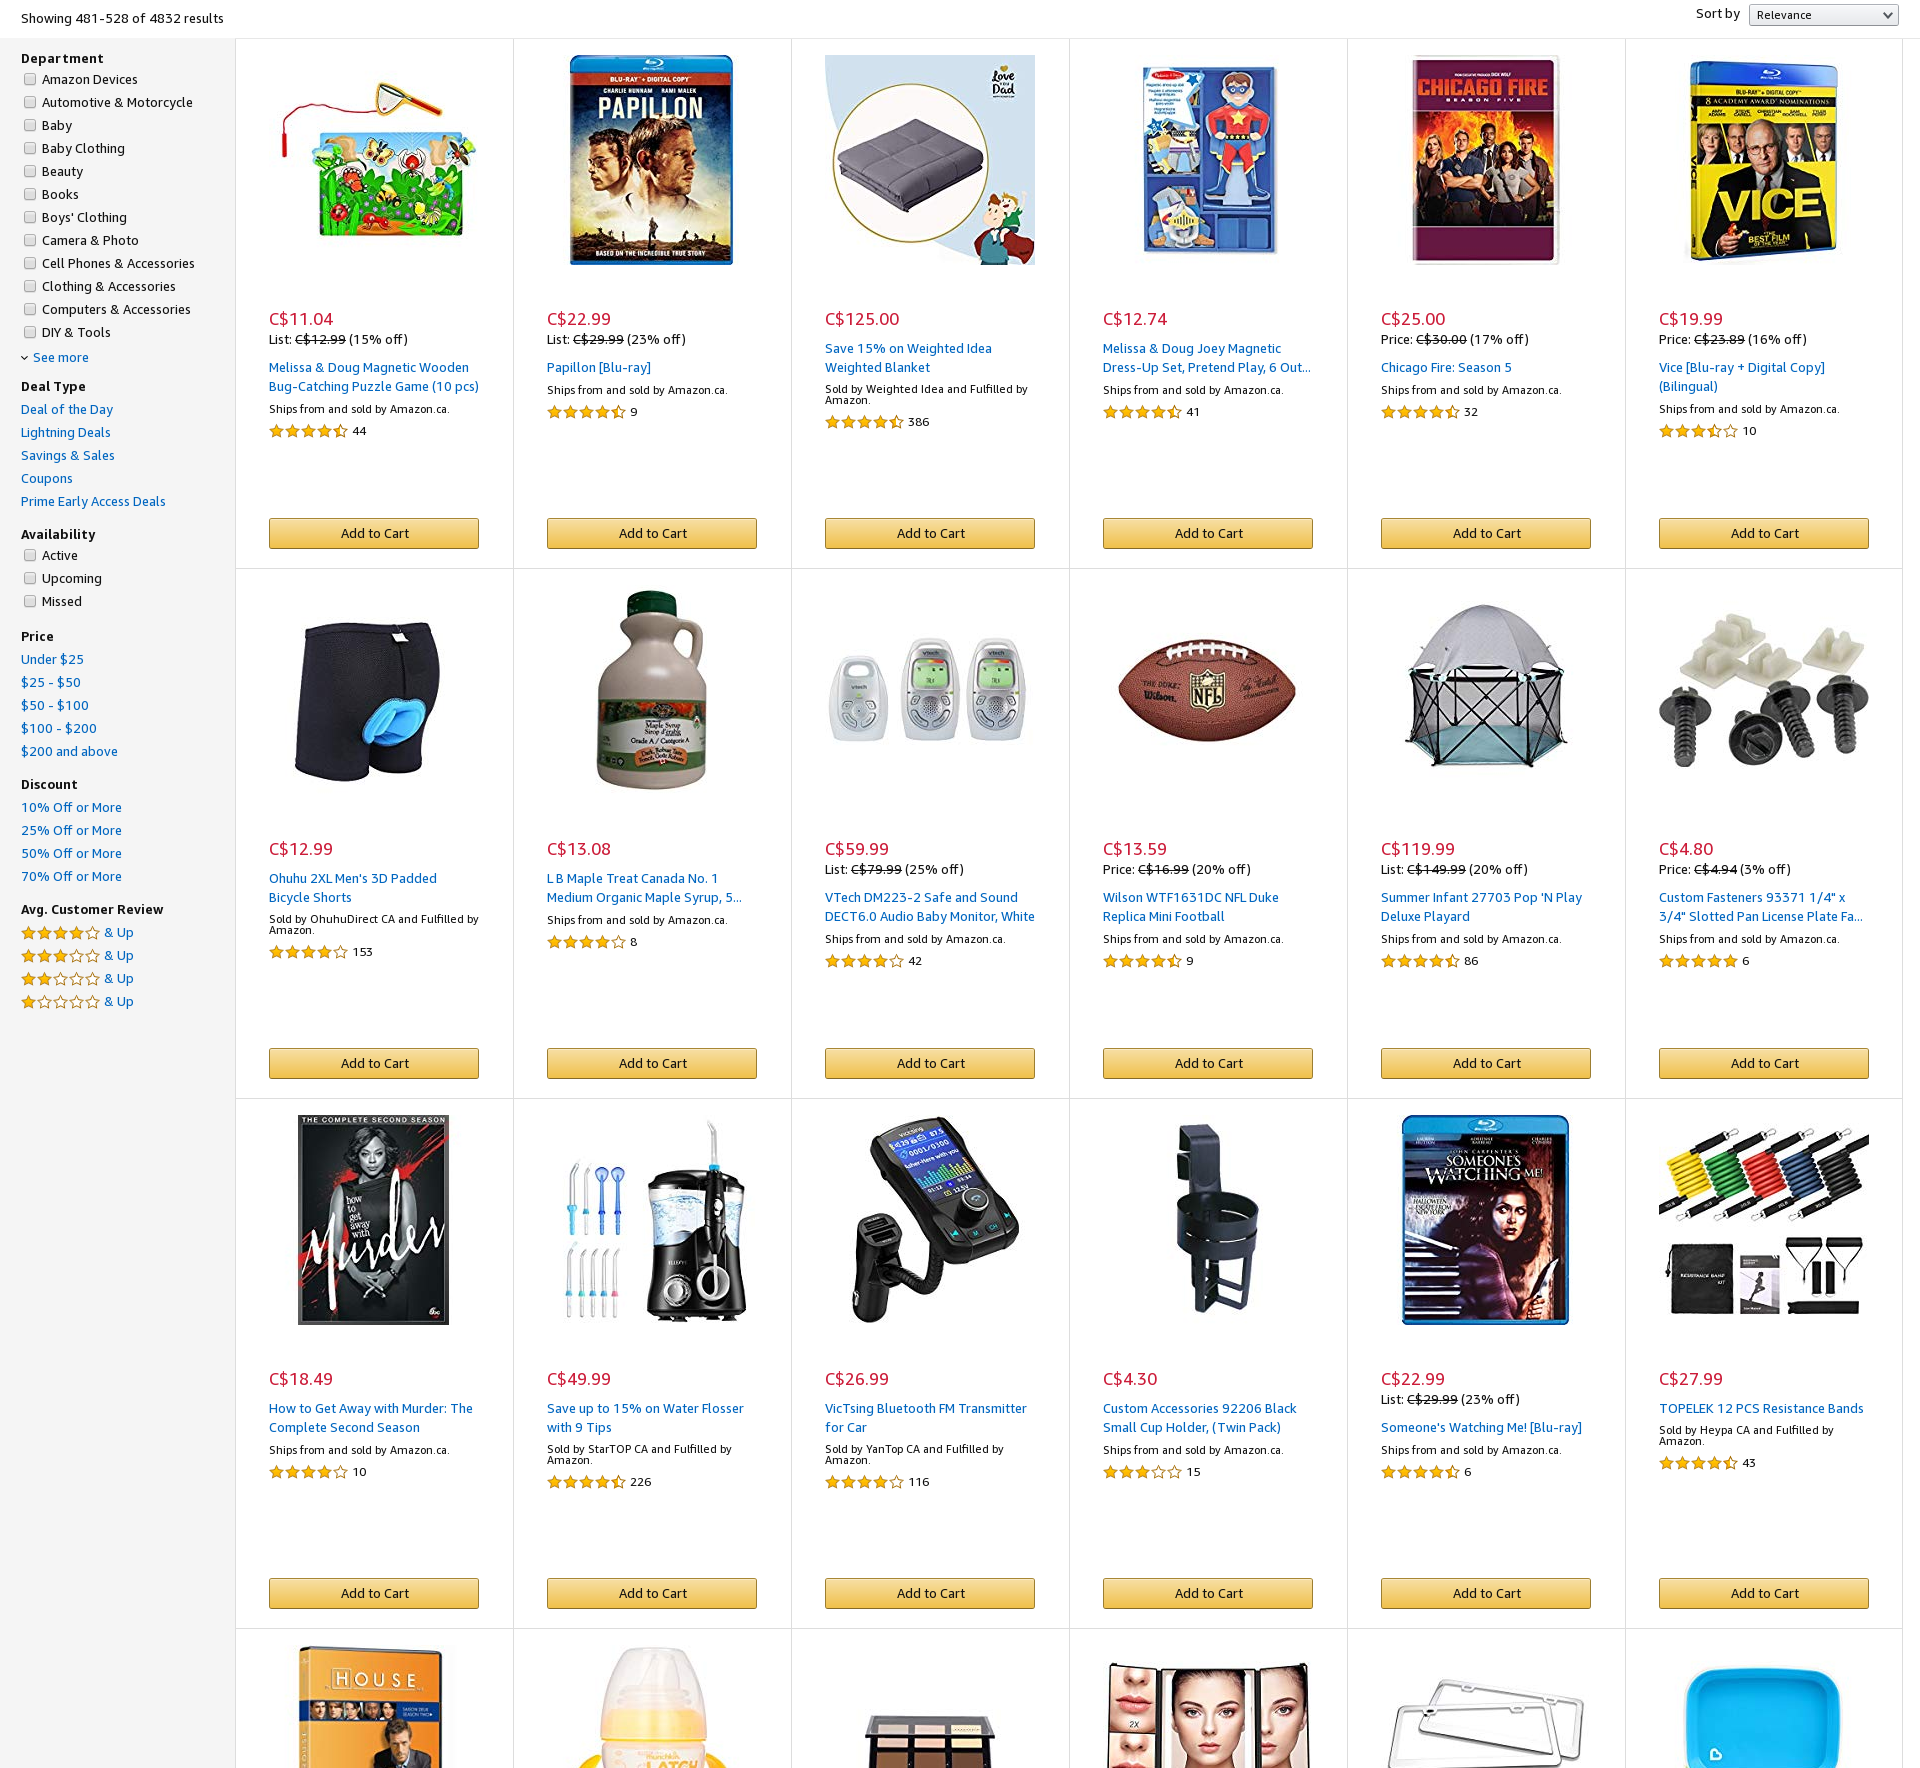 Showing 481-528 of 4832 results
Sort by
Relevance
Department
Amazon Devices
Automotive & Motorcycle
Baby
Baby Clothing
Beauty
Books
Boys' Clothing
Camera & Photo
Cell Phones & Accessories
Clothing & Accessories
Computers & Accessories
DIY & Tools
See more
Deal Type
Deal of the Day
Lightning Deals
Savings & Sales
Coupons
Prime Early Access Deals
Availability
Active
Upcoming
Missed
Price
Under $25
$25 - $50
$50 - $100
$100 - $200
$200 and above
Discount
10% Off or More
25% Off or More
50% Off or More
70% Off or More
Avg. Customer Review
& Up
& Up
& Up
& Up
C$11.04
List: C$12.99 (15% off)
Melissa & Doug Magnetic Wooden
Bug-Catching Puzzle Game (10 pcs)
Ships from and sold by Amazon.ca.
44
Add to Cart
BLU-RAY + DIGITAL COPY
CHARLIE HUNNAM RAMI MALEK
PAPILLON
BASED ON THE INCREDIBLE TRUE STORY
C$22.99
List: C$29.99 (23% off)
Papillon [Blu-ray]
Ships from and sold by Amazon.ca.
9
Add to Cart
Love
YOU
Dad
C$125.00
Save 15% on Weighted Idea
Weighted Blanket
Sold by Weighted Idea and Fulfilled by
Amazon.
386
Add to Cart
C$12.74
Melissa & Doug Joey Magnetic
Dress-Up Set, Pretend Play, 6 Out...
Ships from and sold by Amazon.ca.
41
Add to Cart
CHICAGO FIRE
SEASON FIVE
C$25.00
Price: C$30.00 (17% off)
Chicago Fire: Season 5
Ships from and sold by Amazon.ca.
32
Add to Cart
BLU-RAY + DIGITAL COPY
8 ACADEMY AWARD NOMINATIONS
VICE
VICE
BEST FILM
OF THE YEAR
C$19.99
Price: C$23.89 (16% off)
Vice [Blu-ray + Digital Copy]
(Bilingual)
Ships from and sold by Amazon.ca.
10
Add to Cart
C$12.99
Ohuhu 2XL Men's 3D Padded
Bicycle Shorts
Sold by OhuhuDirect CA and Fulfilled by
Amazon.
153
Add to Cart
Maple Syrup
Sirop d'érable
Grade A / Catégorie A
C$13.08
L B Maple Treat Canada No. 1
Medium Organic Maple Syrup, 5...
Ships from and sold by Amazon.ca.
8
Add to Cart
vtech
vtech
vtech
C$59.99
List: C$79.99 (25% off)
VTech DM223-2 Safe and Sound
DECT6.0 Audio Baby Monitor, White
Ships from and sold by Amazon.ca.
42
Add to Cart
"THE DUKE"
Wilson
NFL
C$13.59
Price: C$16.99 (20% off)
Wilson WTF1631DC NFL Duke
Replica Mini Football
Ships from and sold by Amazon.ca.
9
Add to Cart
C$119.99
List: C$149.99 (20% off)
Summer Infant 27703 Pop 'N Play
Deluxe Playard
Ships from and sold by Amazon.ca.
86
Add to Cart
C$4.80
Price: C$4.94 (3% off)
Custom Fasteners 93371 1/4" x
3/4" Slotted Pan License Plate Fa...
Ships from and sold by Amazon.ca.
6
Add to Cart
THE COMPLETE SECOND SEASON
how
to
get
away
with
Murder
abc
C$18.49
How to Get Away with Murder: The
Complete Second Season
Ships from and sold by Amazon.ca.
10
Add to Cart
C$49.99
Save up to 15% on Water Flosser
with 9 Tips
Sold by StarTOP CA and Fulfilled by
Amazon.
226
Add to Cart
VicTsing
0001/0300
C$26.99
VicTsing Bluetooth FM Transmitter
for Car
Sold by YanTop CA and Fulfilled by
Amazon.
116
Add to Cart
C$4.30
Custom Accessories 92206 Black
Small Cup Holder, (Twin Pack)
Ships from and sold by Amazon.ca.
15
Add to Cart
JOHN CARPENTER'S
SOMEONE'S
WATCHING ME!
C$22.99
List: C$29.99 (23% off)
Someone's Watching Me! [Blu-ray]
Ships from and sold by Amazon.ca.
6
Add to Cart
RESISTANCE BAND
KIT
C$27.99
TOPELEK 12 PCS Resistance Bands
Sold by Heypa CA and Fulfilled by
Amazon.
43
Add to Cart
HOUSE
munchkin
LATCH
2X